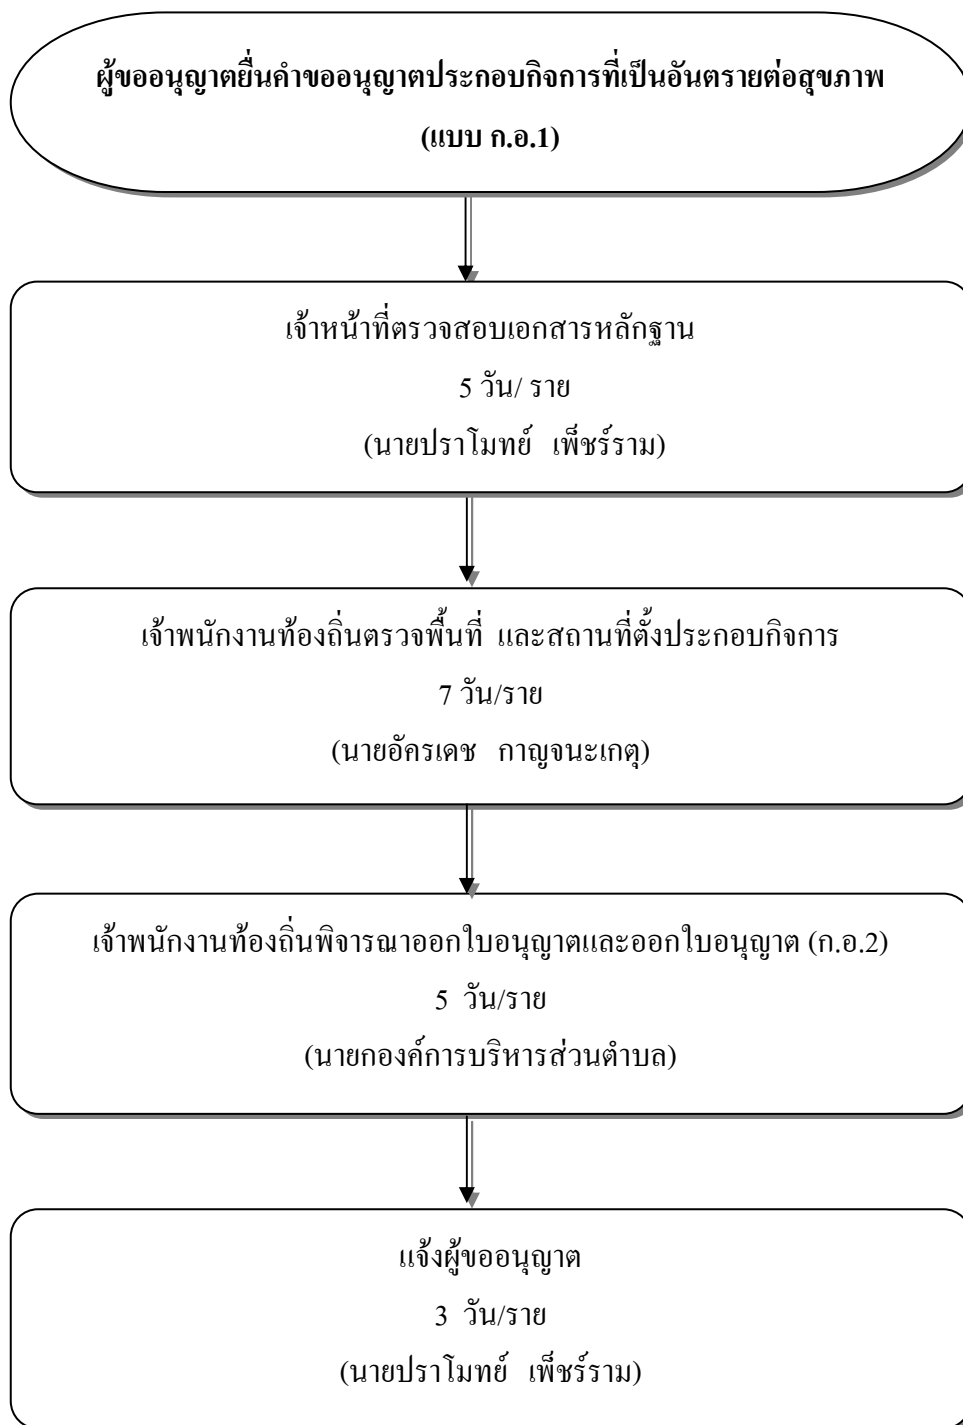 ผู้ขออนุญาตยื่นคำขออนุญาตประกอบกิจการที่เป็นอันตรายต่อสุขภาพ
(แบบ ก.อ.1)
เจ้าหน้าที่ตรวจสอบเอกสารหลักฐาน
5 วัน/ ราย
(นายปราโมทย์ เพ็ชร์ราม)
เจ้าพนักงานท้องถิ่นตรวจพื้นที่ และสถานที่ตั้งประกอบกิจการ
7 วัน/ราย
(นายอัครเดช กาญจนะเกตุ)
เจ้าพนักงานท้องถิ่นพิจารณาออกใบอนุญาตและออกใบอนุญาต (ก.อ.2)
5 วัน/ราย
(นายกองค์การบริหารส่วนตำบล)
แจ้งผู้ขออนุญาต
3 วัน/ราย
(นายปราโมทย์ เพ็ชร์ราม)